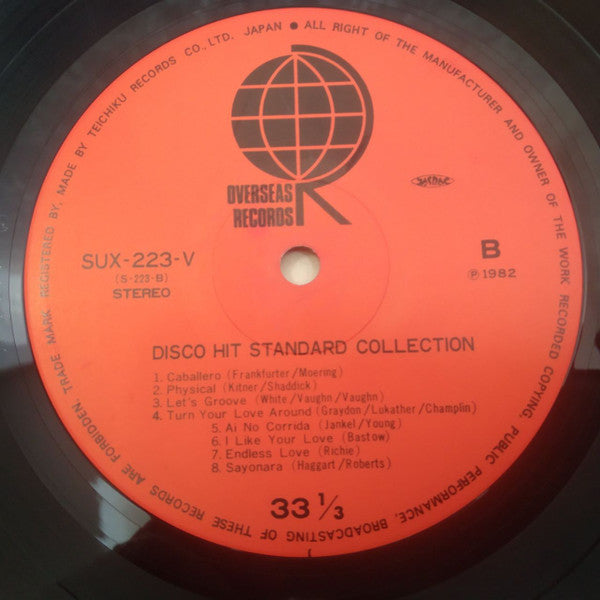 TRADE MARK REGISTERED BY, MADE BY TEICHIKU RECORDS CO., LTD. JAPAN ● ALL RIGHT OF THE MANUFACTURER AND OWNER OF THE WORK RECORDED COPYING, PUBLIC PERFORMANCE, BROADCASTING OF THESE RECORDS ARE FORBIDDEN,
OVERSEAS
RECORDS
SUX-223-V
(S-223-B)
STEREO
B
Ⓟ1982
DISCO HIT STANDARD COLLECTION
1. Caballero (Frankfurter/Moering)
2. Physical (Kitner/Shaddick)
3. Let's Groove (White/Vaughn/Vaughn)
4. Turn Your Love Around (Graydon/Lukather/Champlin)
5. Ai No Corrida (Jankel/Young)
6. I Like Your Love (Bastow)
7. Endless Love (Richie)
8. Sayonara (Haggart/Roberts)
33 1/3